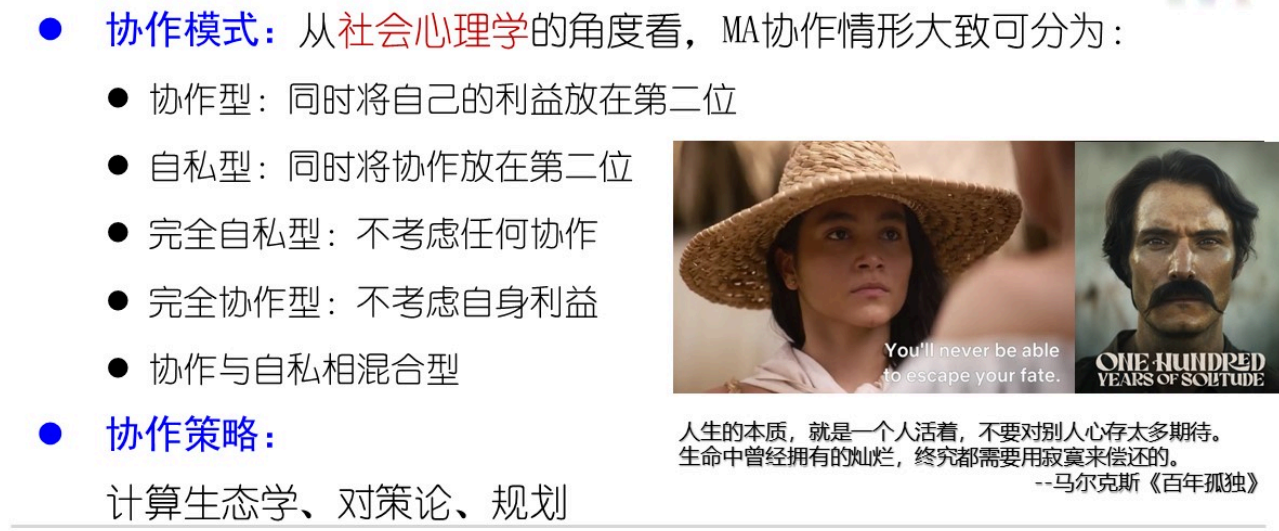 协作模式：从社会心理学的角度看，MA协作情形大致可分为：
协作型：同时将自己的利益放在第二位
自私型：同时将协作放在第二位
完全自私型：不考虑任何协作
完全协作型：不考虑自身利益
协作与自私相混合型
协作策略：
计算生态学、对策论、规划
You'll never be able
to escape your fate.
ONE HUNDRED
YEARS OF SOLITUDE
人生的本质，就是一个人活着，不要对别人心存太多期待。
生命中曾经拥有的灿烂，终究都需要用寂寞来偿还的。
--马尔克斯《百年孤独》